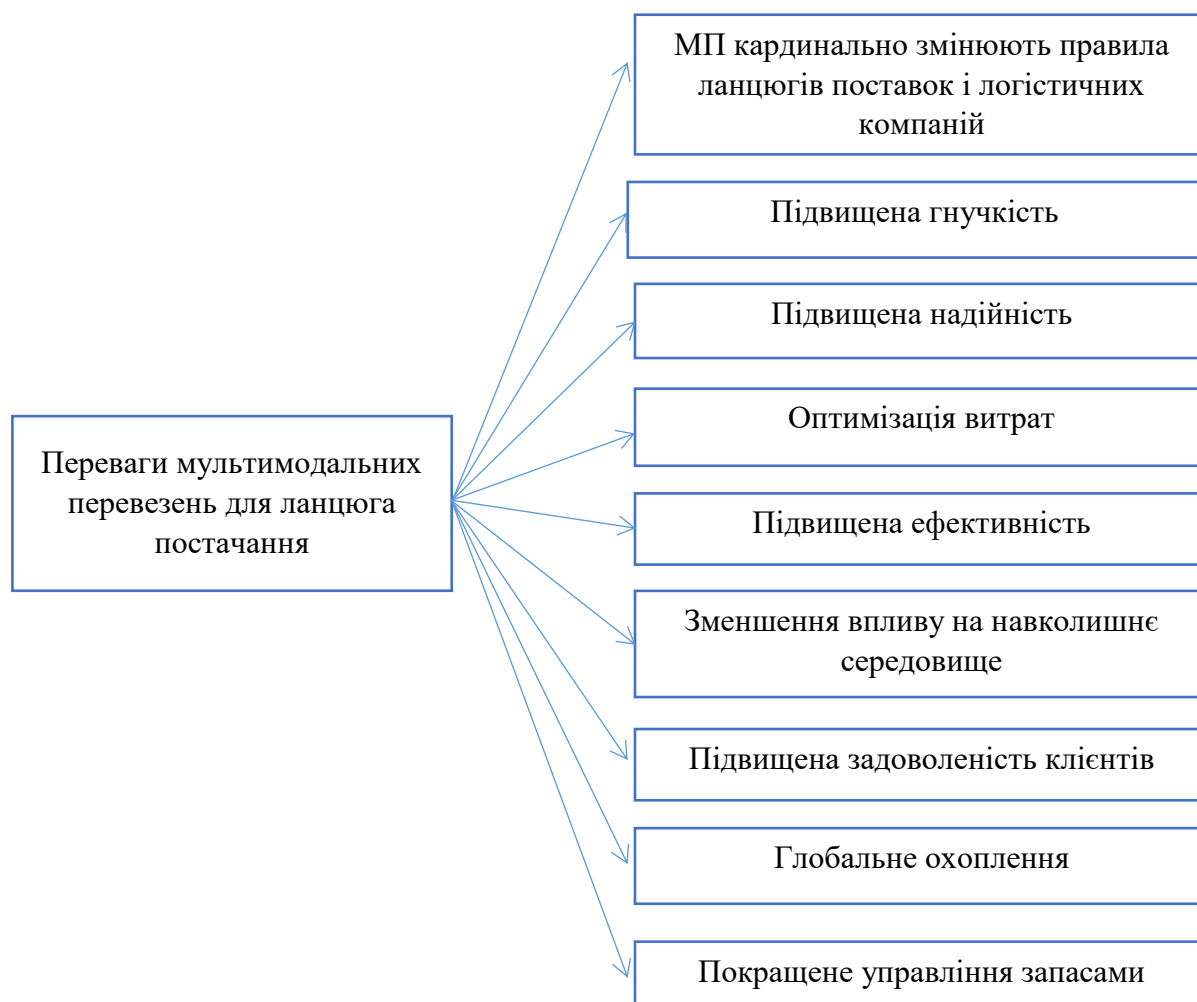 МП кардинально змінюють правила
ланцюгів поставок і логістичних
компаній
Підвищена гнучкість
Підвищена надійність
Оптимізація витрат
Переваги мультимодальних
перевезень для ланцюга
постачання
Підвищена ефективність
Зменшення впливу на навколишнє
середовище
Підвищена задоволеність клієнтів
Глобальне охоплення
Покращене управління запасами